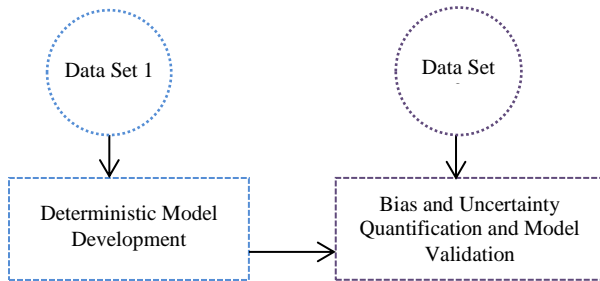 Data Set 1
Data Set
Deterministic Model
Development
Bias and Uncertainty
Quantification and Model
Validation